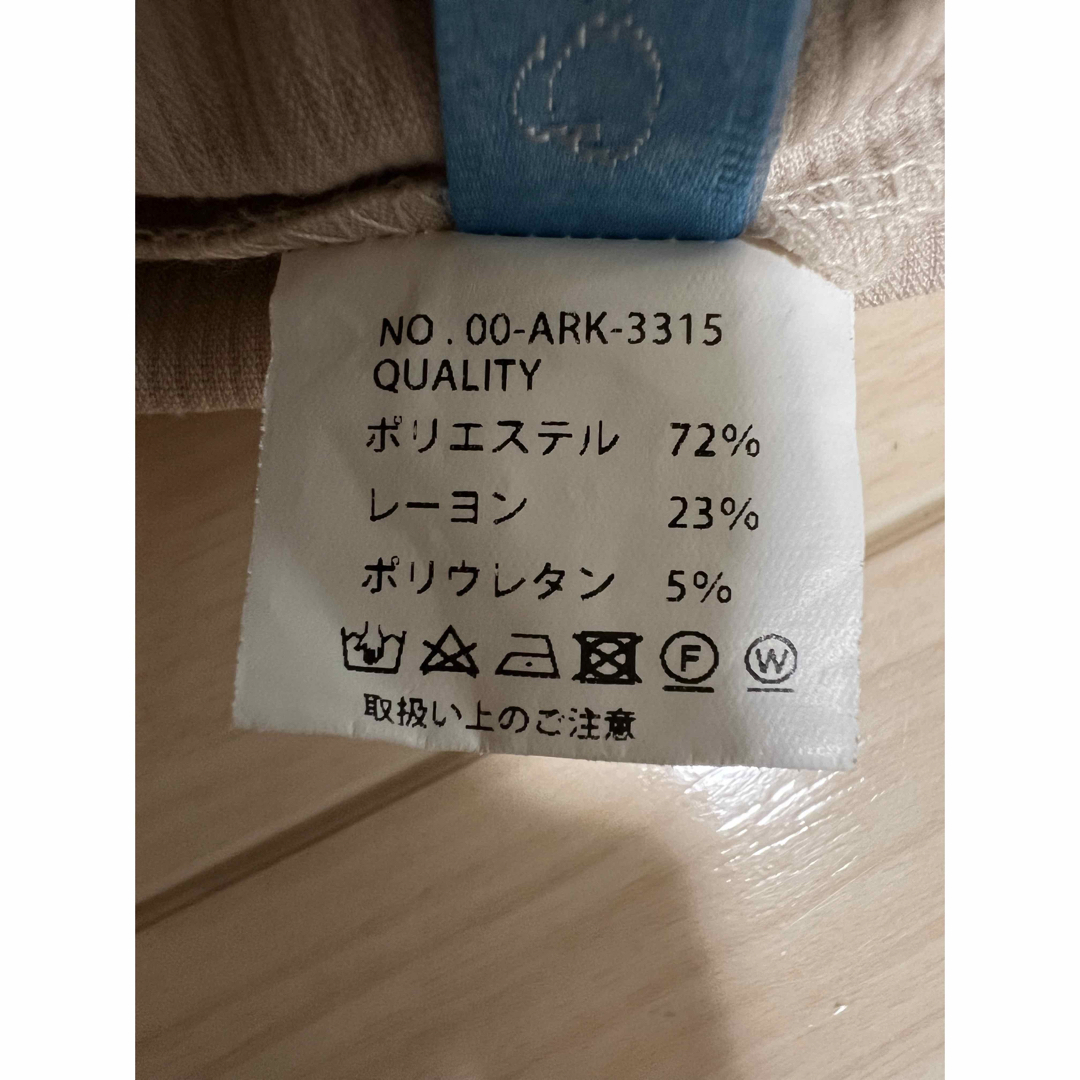 NO.00-ARK-3315
QUALITY
ポリエステル 72%
レーヨン 23%
ポリウレタン 5%
F W
取扱い上のご注意